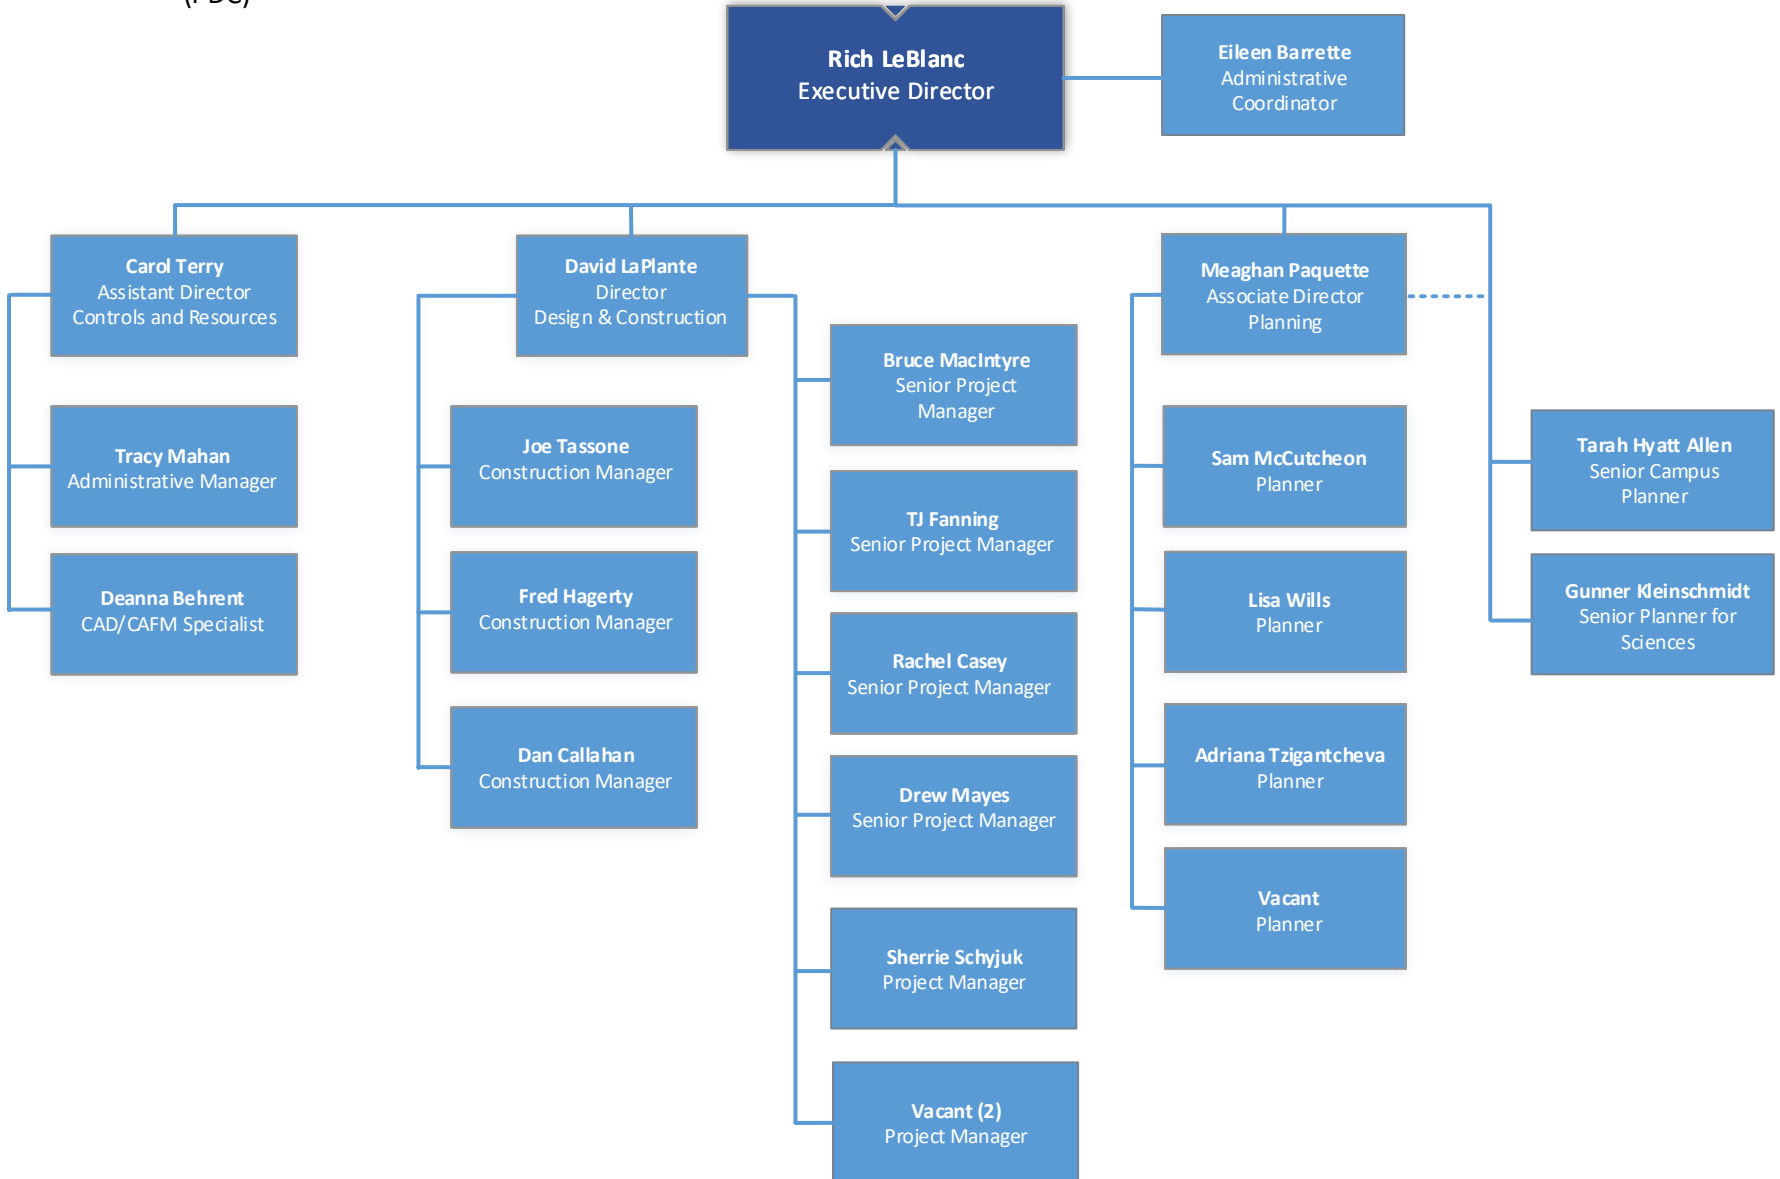 (PDC)
Rich LeBlanc
Executive Director
Eileen Barrette
Administrative
Coordinator
Carol Terry
Assistant Director
Controls and Resources
Tracy Mahan
Administrative Manager
Deanna Behrent
CAD/CAFM Specialist
David LaPlante
Director
Design & Construction
Joe Tassone
Construction Manager
Fred Hagerty
Construction Manager
Dan Callahan
Construction Manager
Bruce MacIntyre
Senior Project
Manager
TJ Fanning
Senior Project Manager
Rachel Casey
Senior Project Manager
Drew Mayes
Senior Project Manager
Sherrie Schyjuk
Project Manager
Vacant (2)
Project Manager
Meaghan Paquette
Associate Director
Planning
Sam McCutcheon
Planner
Lisa Wills
Planner
Adriana Tzigantcheva
Planner
Vacant
Planner
Tarah Hyatt Allen
Senior Campus
Planner
Gunner Kleinschmidt
Senior Planner for
Sciences